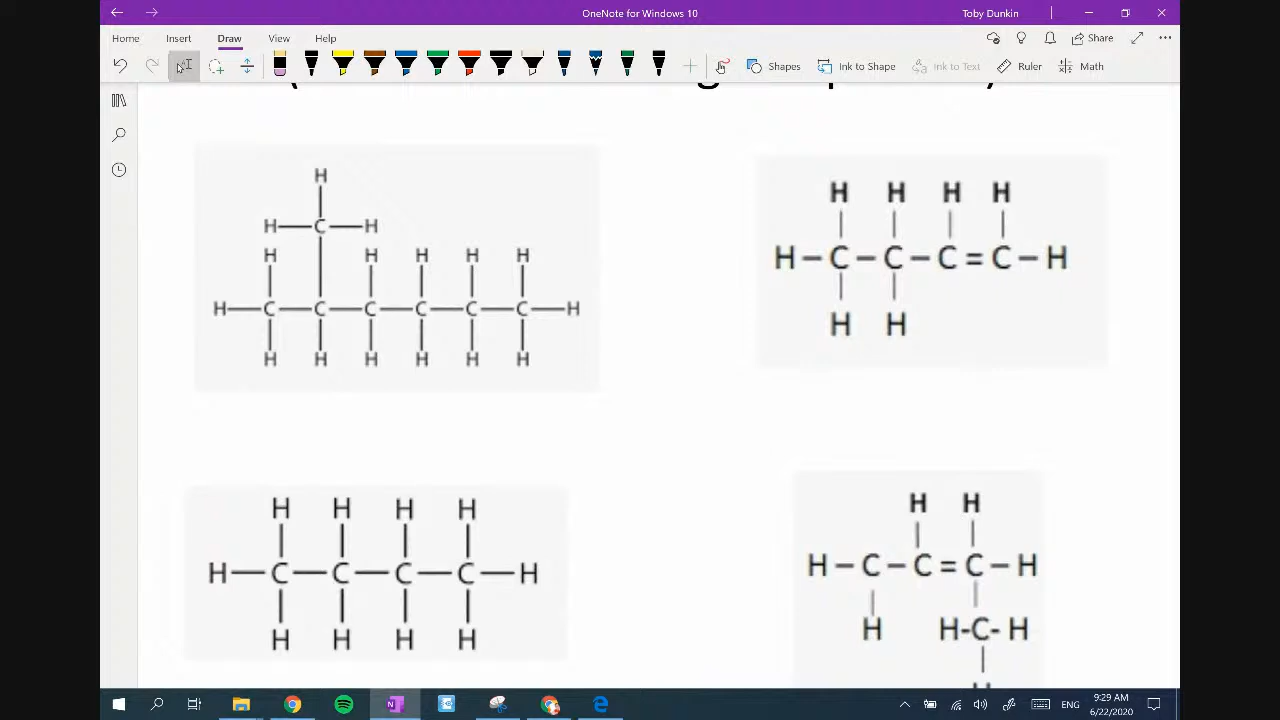 OneNote for Windows 10
Toby Dunkin
Home Insert Draw View Help
Share
Shapes Ink to Shape Ink to Text Ruler Math
H
H C H
H H H H H
H C C C C C C H
H H H H H H
H H H H
H - C - C - C = C - H
H H
H H H H
H C C C C H
H H H H
H H
H - C - C = C - H
H H-C- H
ENG
9:29 AM
6/22/2020